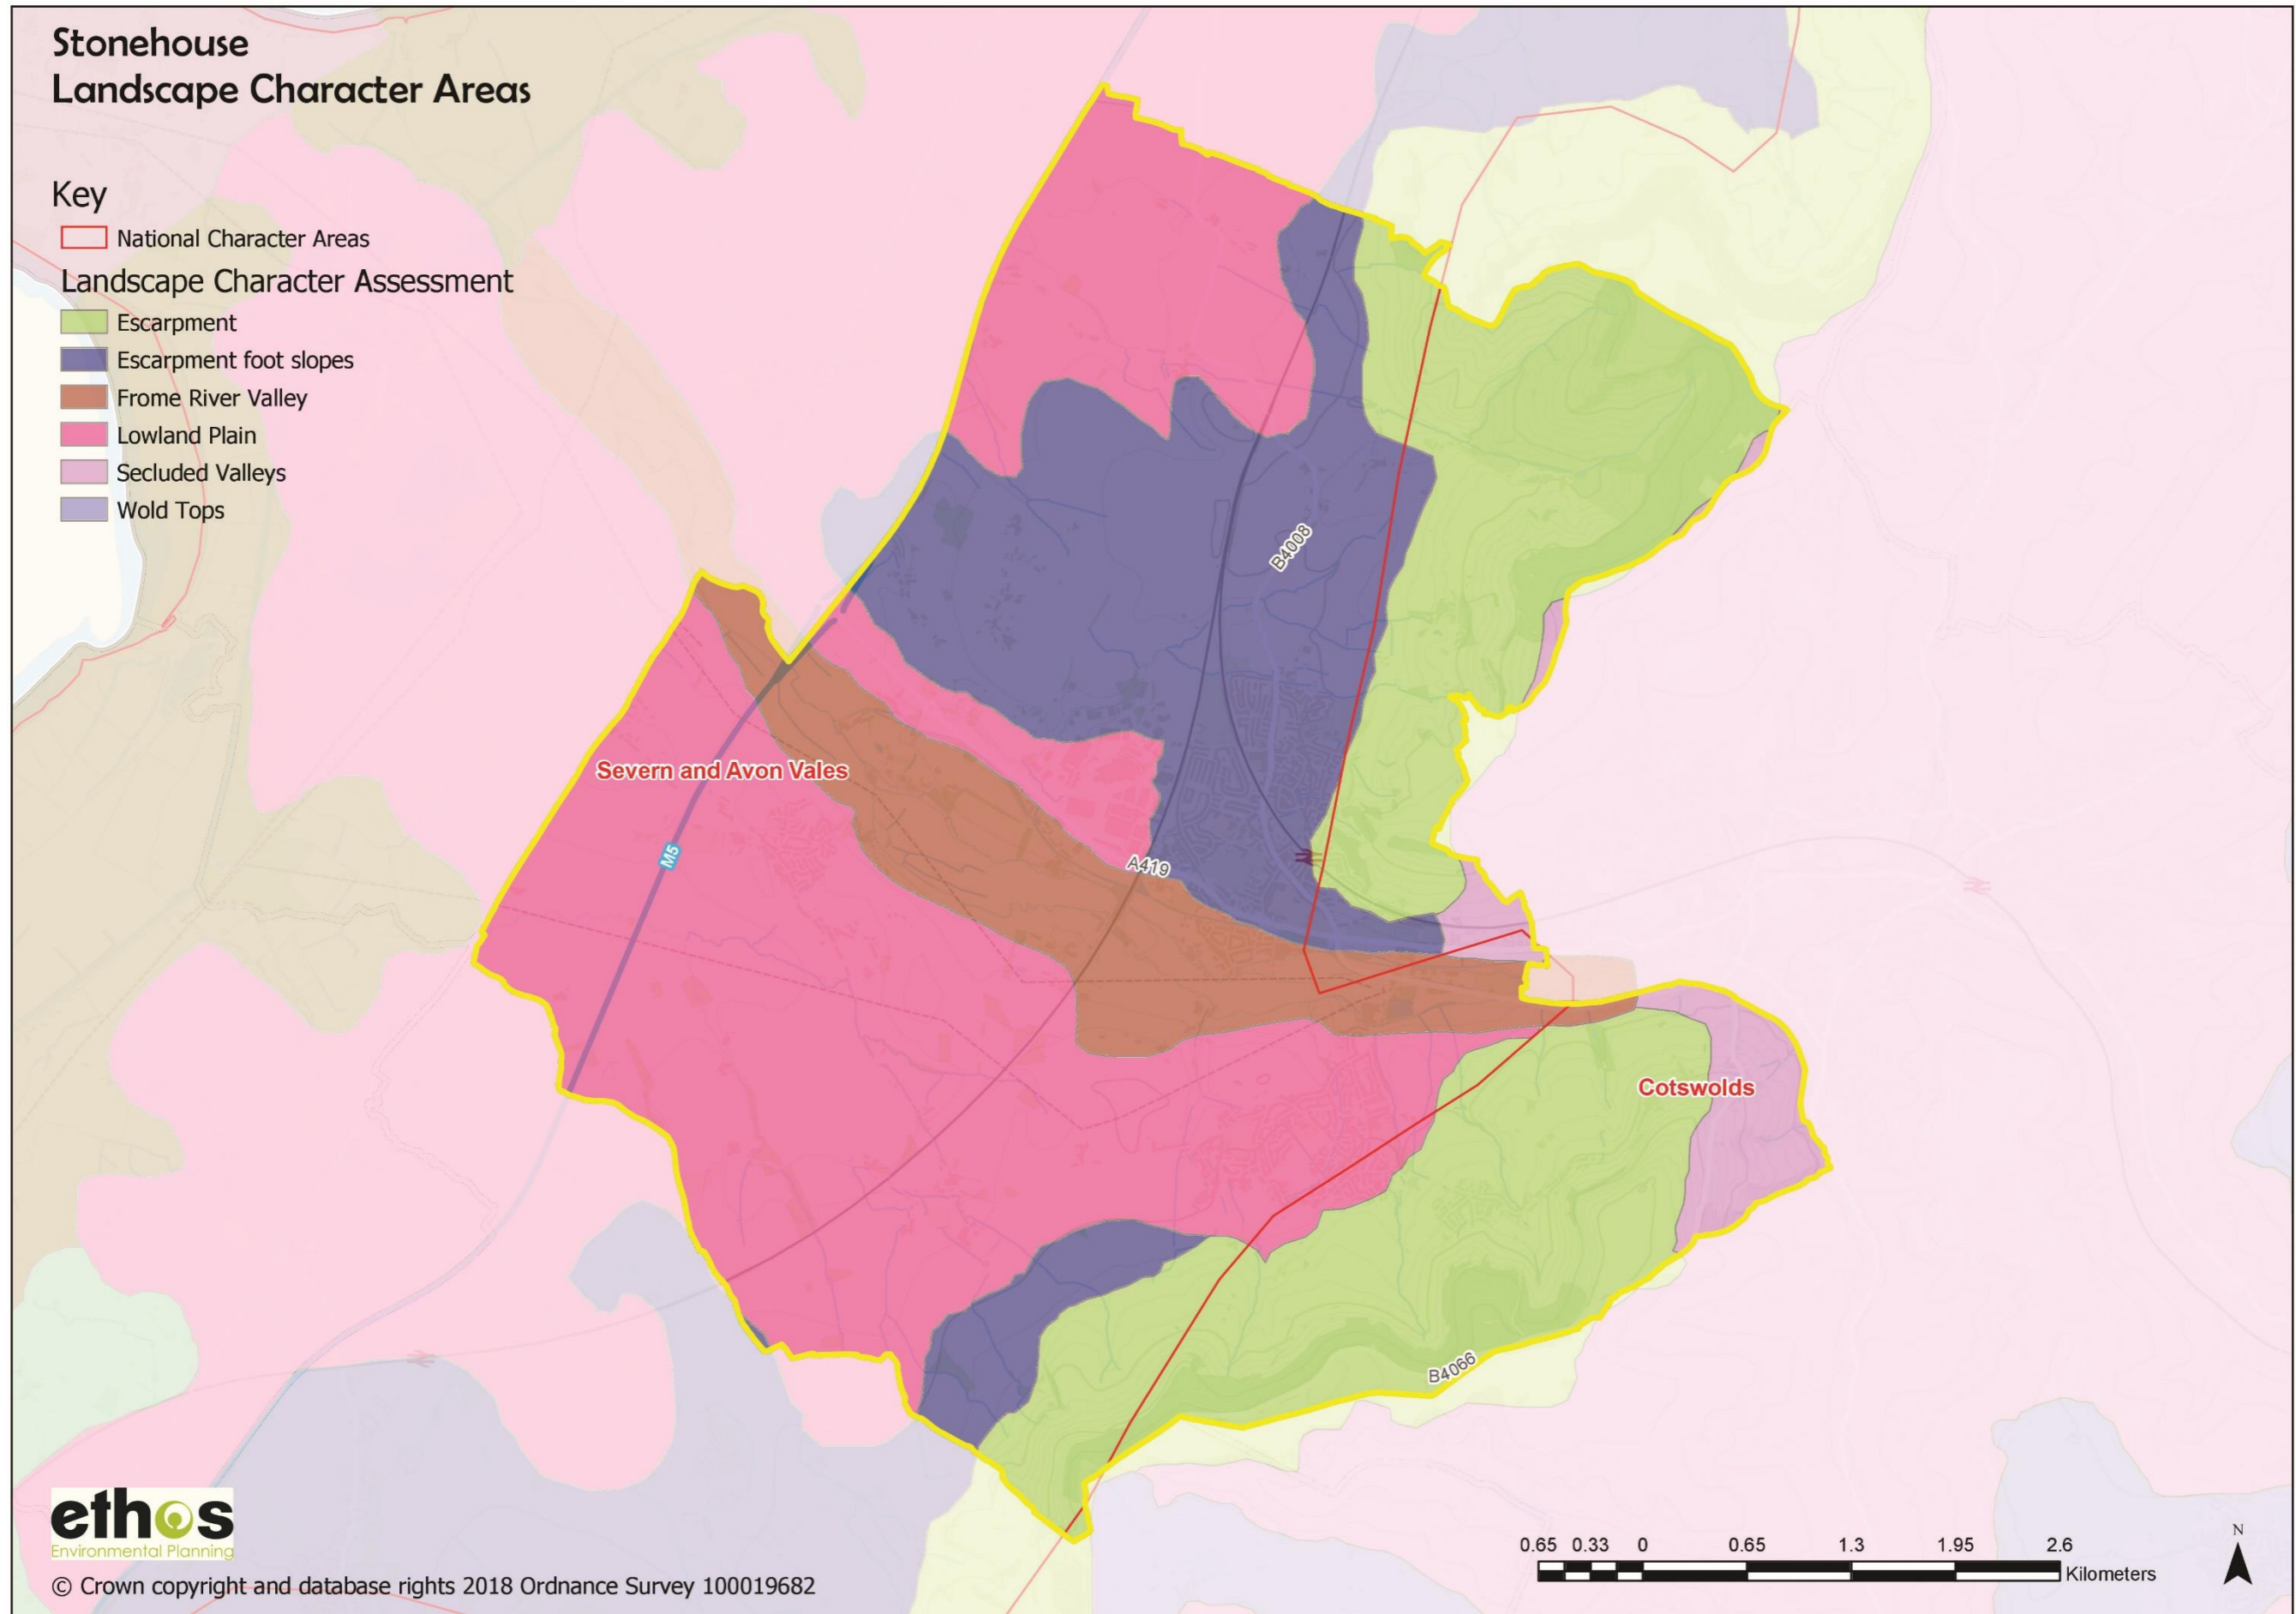 Stonehouse
Landscape Character Areas
Key
National Character Areas
Landscape Character Assessment
Escarpment
Escarpment foot slopes
Frome River Valley
Lowland Plain
Secluded Valleys
Wold Tops
B4008
Severn and Avon Vales
M5
A419
Cotswolds
B4066
ethos
Environmental Planning
© Crown copyright and database rights 2018 Ordnance Survey 100019682
0.65 0.33 0 0.65 1.3 1.95 2.6
Kilometers
N